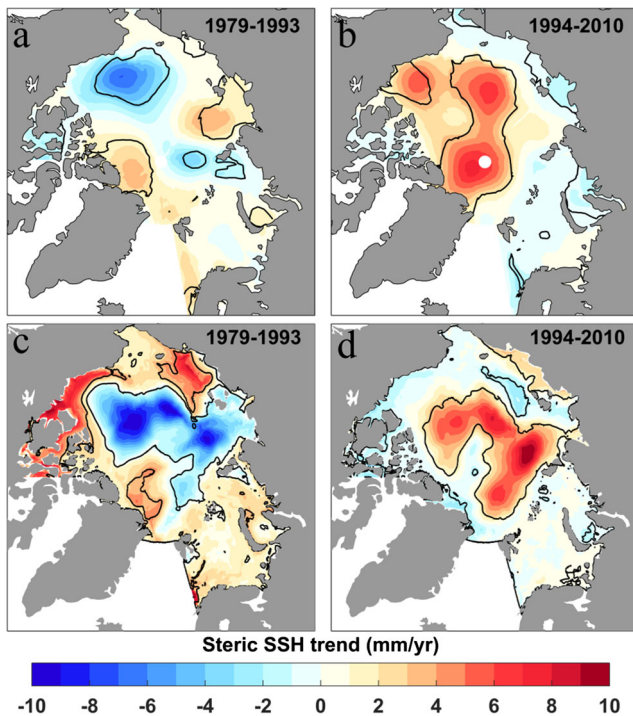 a 1979-1993
b 1994-2010
c 1979-1993
d 1994-2010
Steric SSH trend (mm/yr)
-10 -8 -6 -4 -2 0 2 4 6 8 10